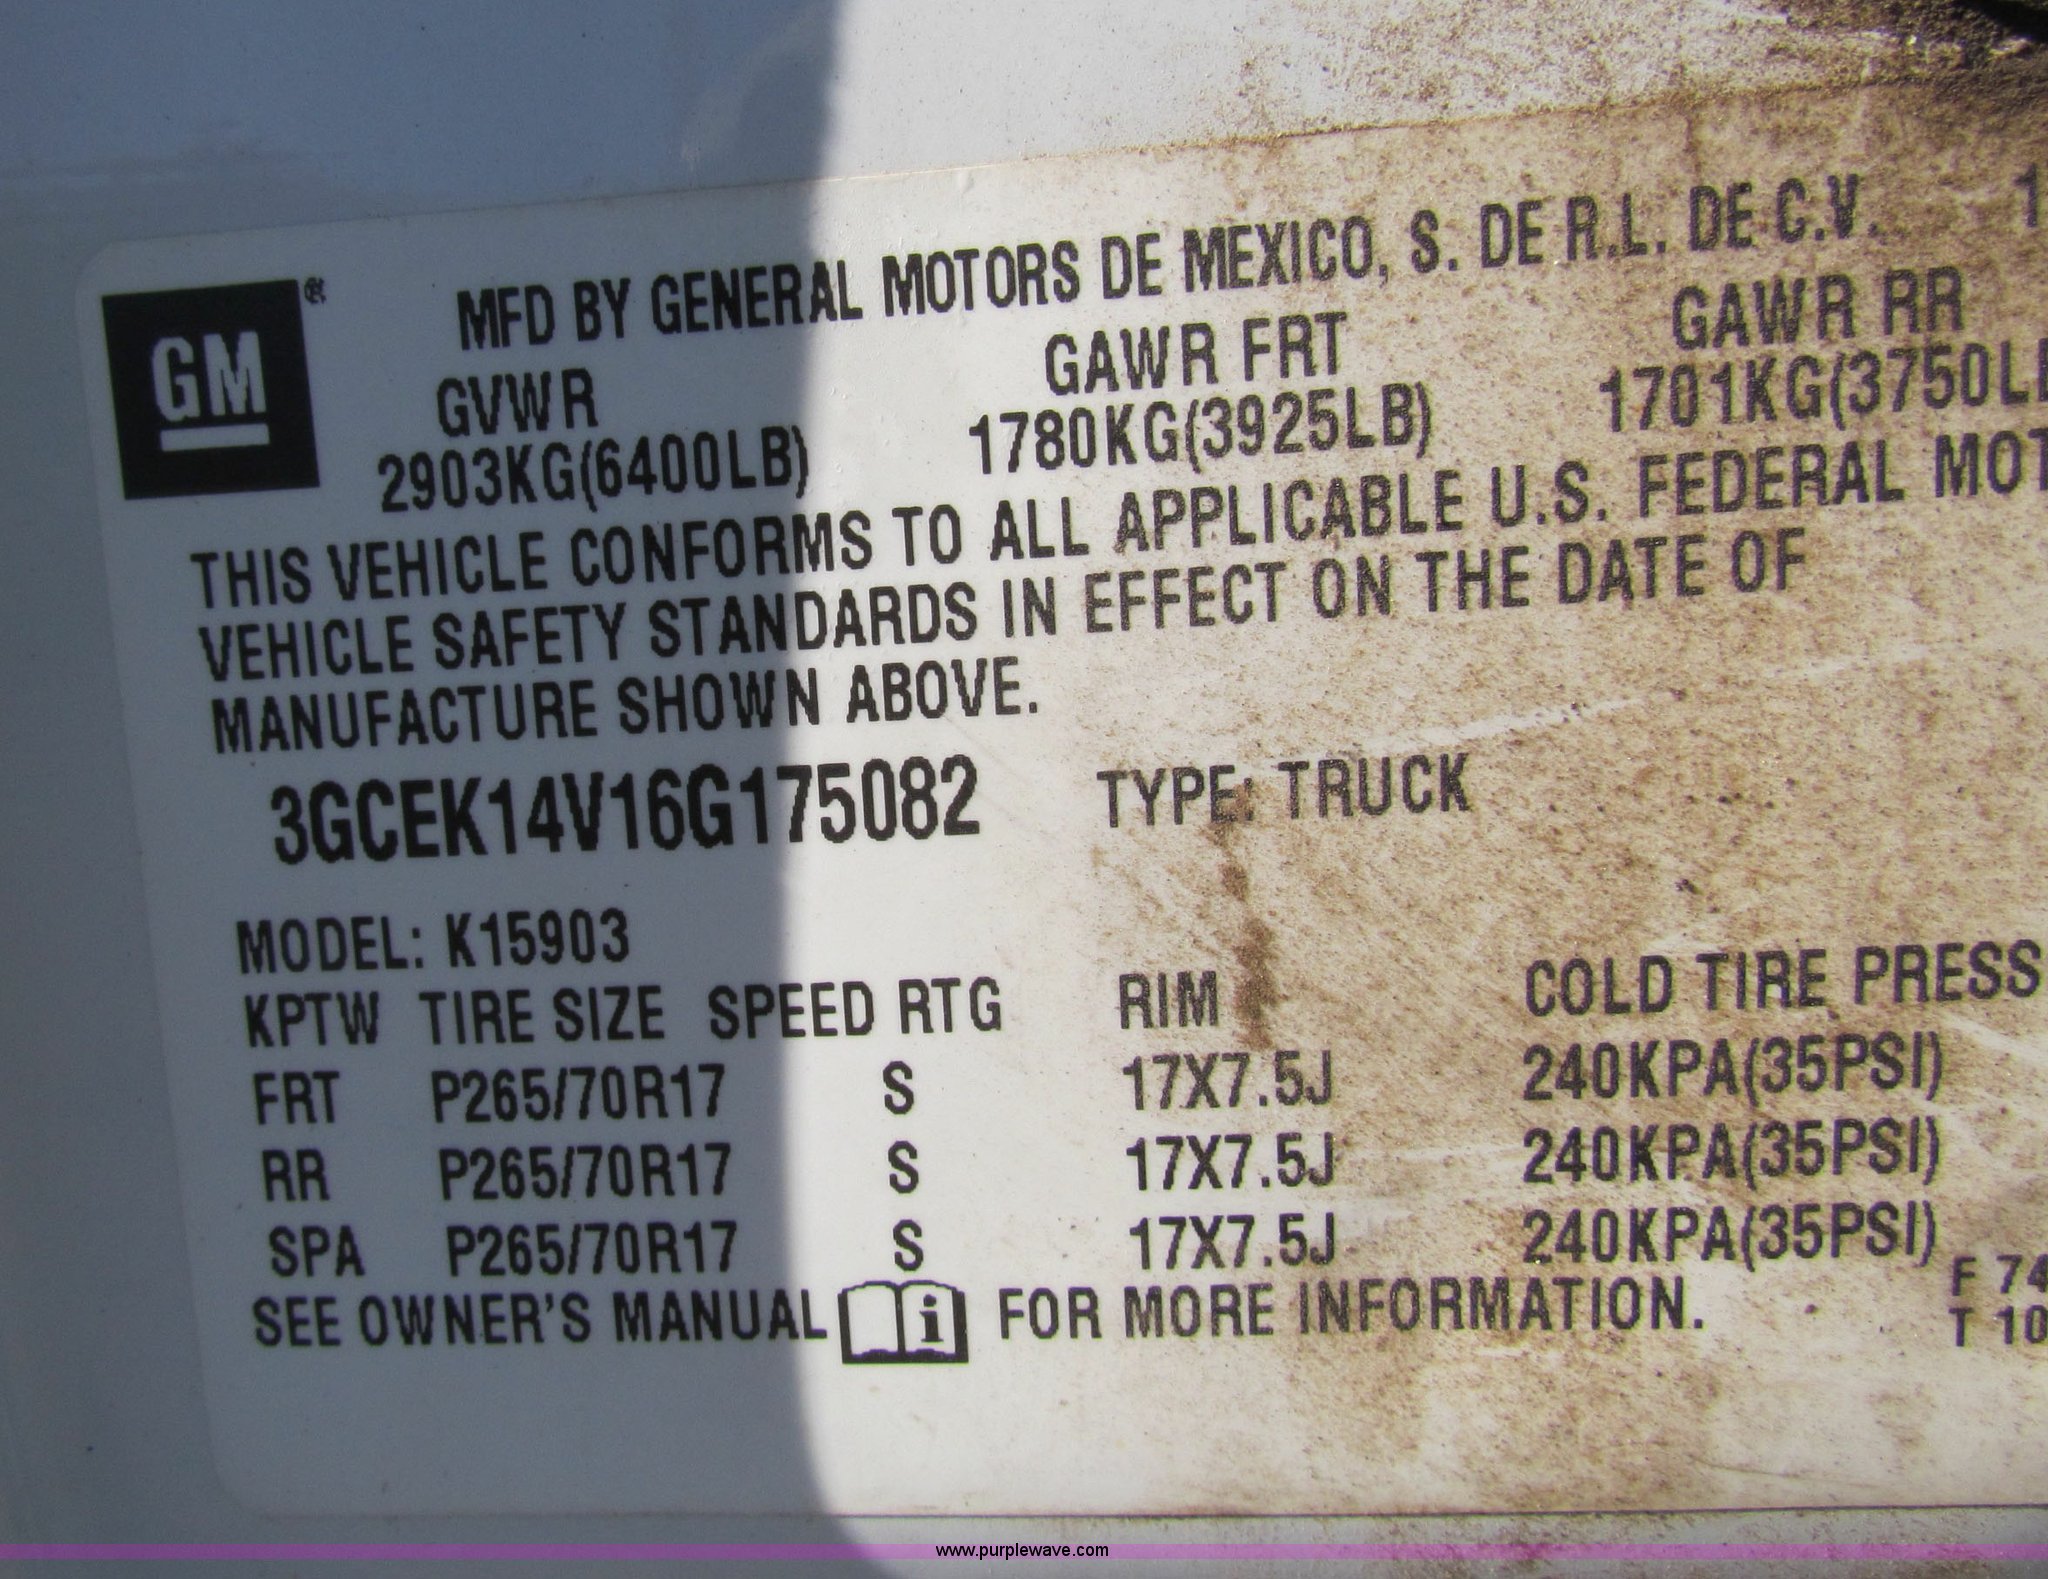 GM ® MFD BY GENERAL MOTORS DE MEXICO, S. DE R.L. DE C.V.
GVWR GAWR FRT GAWR RR
2903KG(6400LB) 1780KG(3925LB) 1701KG(3750LB
THIS VEHICLE CONFORMS TO ALL APPLICABLE U.S. FEDERAL MOT
VEHICLE SAFETY STANDARDS IN EFFECT ON THE DATE OF
MANUFACTURE SHOWN ABOVE.
3GCEK14V16G175082 TYPE: TRUCK
MODEL: K15903
KPTW TIRE SIZE SPEED RTG RIM COLD TIRE PRESS
FRT P265/70R17 S 17X7.5J 240KPA(35PSI)
RR P265/70R17 S 17X7.5J 240KPA(35PSI)
SPA P265/70R17 S 17X7.5J 240KPA(35PSI)
F 74
SEE OWNER'S MANUAL i FOR MORE INFORMATION.
T 10
www.purplewave.com